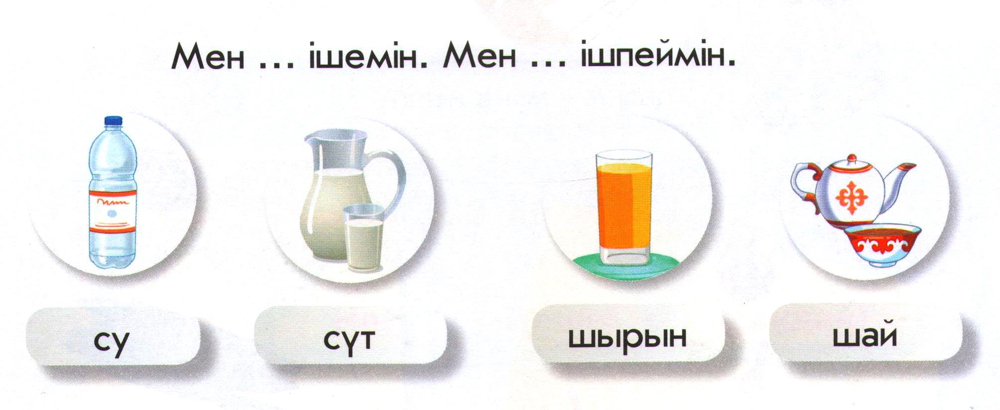 Мен ... ішемін. Мен ... ішпеймін.
су
сүт
шырын
шай